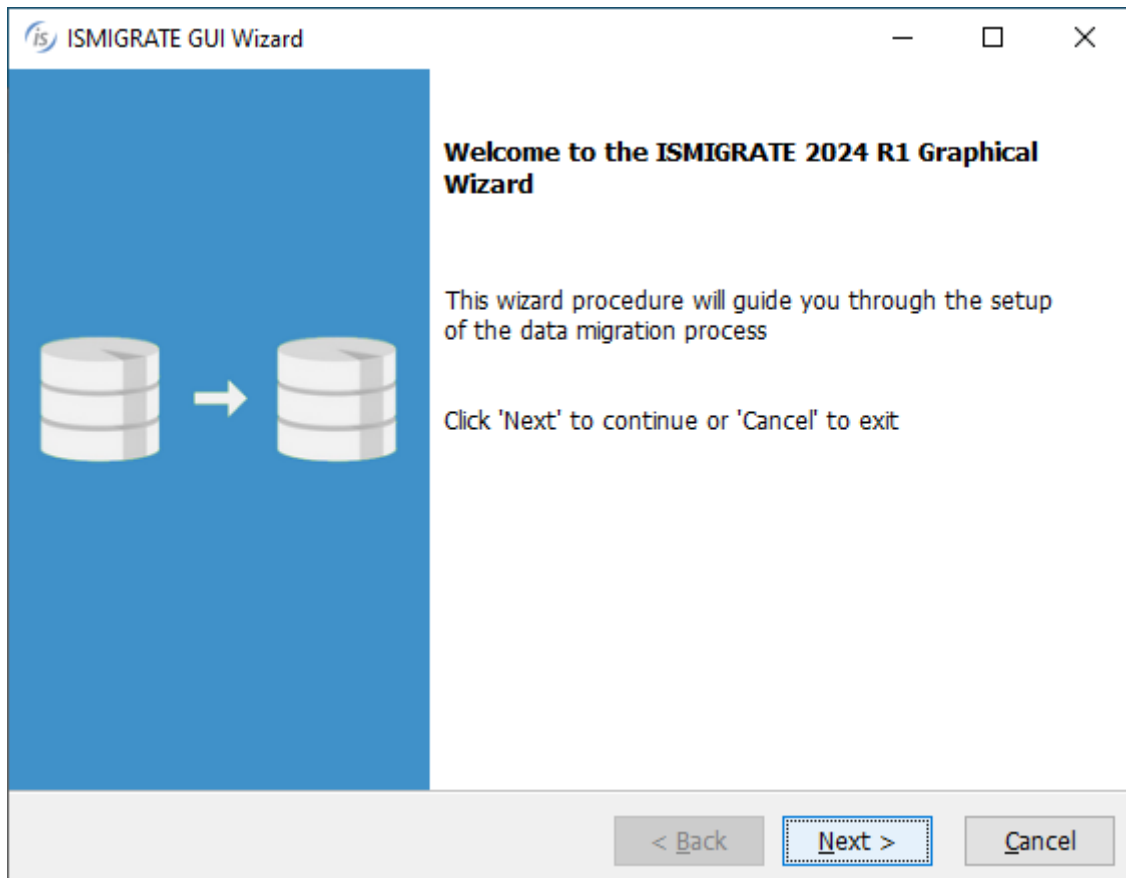 is ISMIGRATE GUI Wizard
Welcome to the ISMIGRATE 2024 R1 Graphical
Wizard
This wizard procedure will guide you through the setup
of the data migration process
Click 'Next' to continue or 'Cancel' to exit
< Back
Next >
Cancel